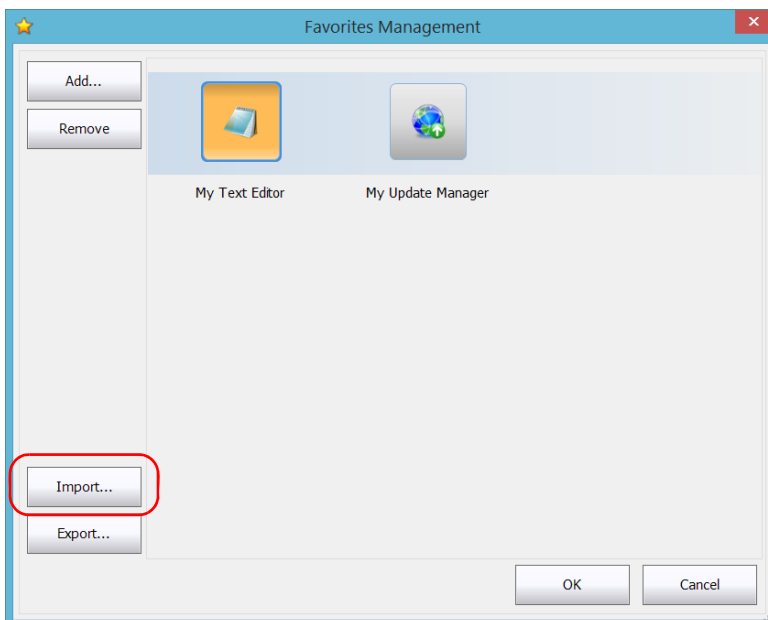 Favorites Management
Add...
Remove
My Text Editor
My Update Manager
Import...
Export...
OK
Cancel